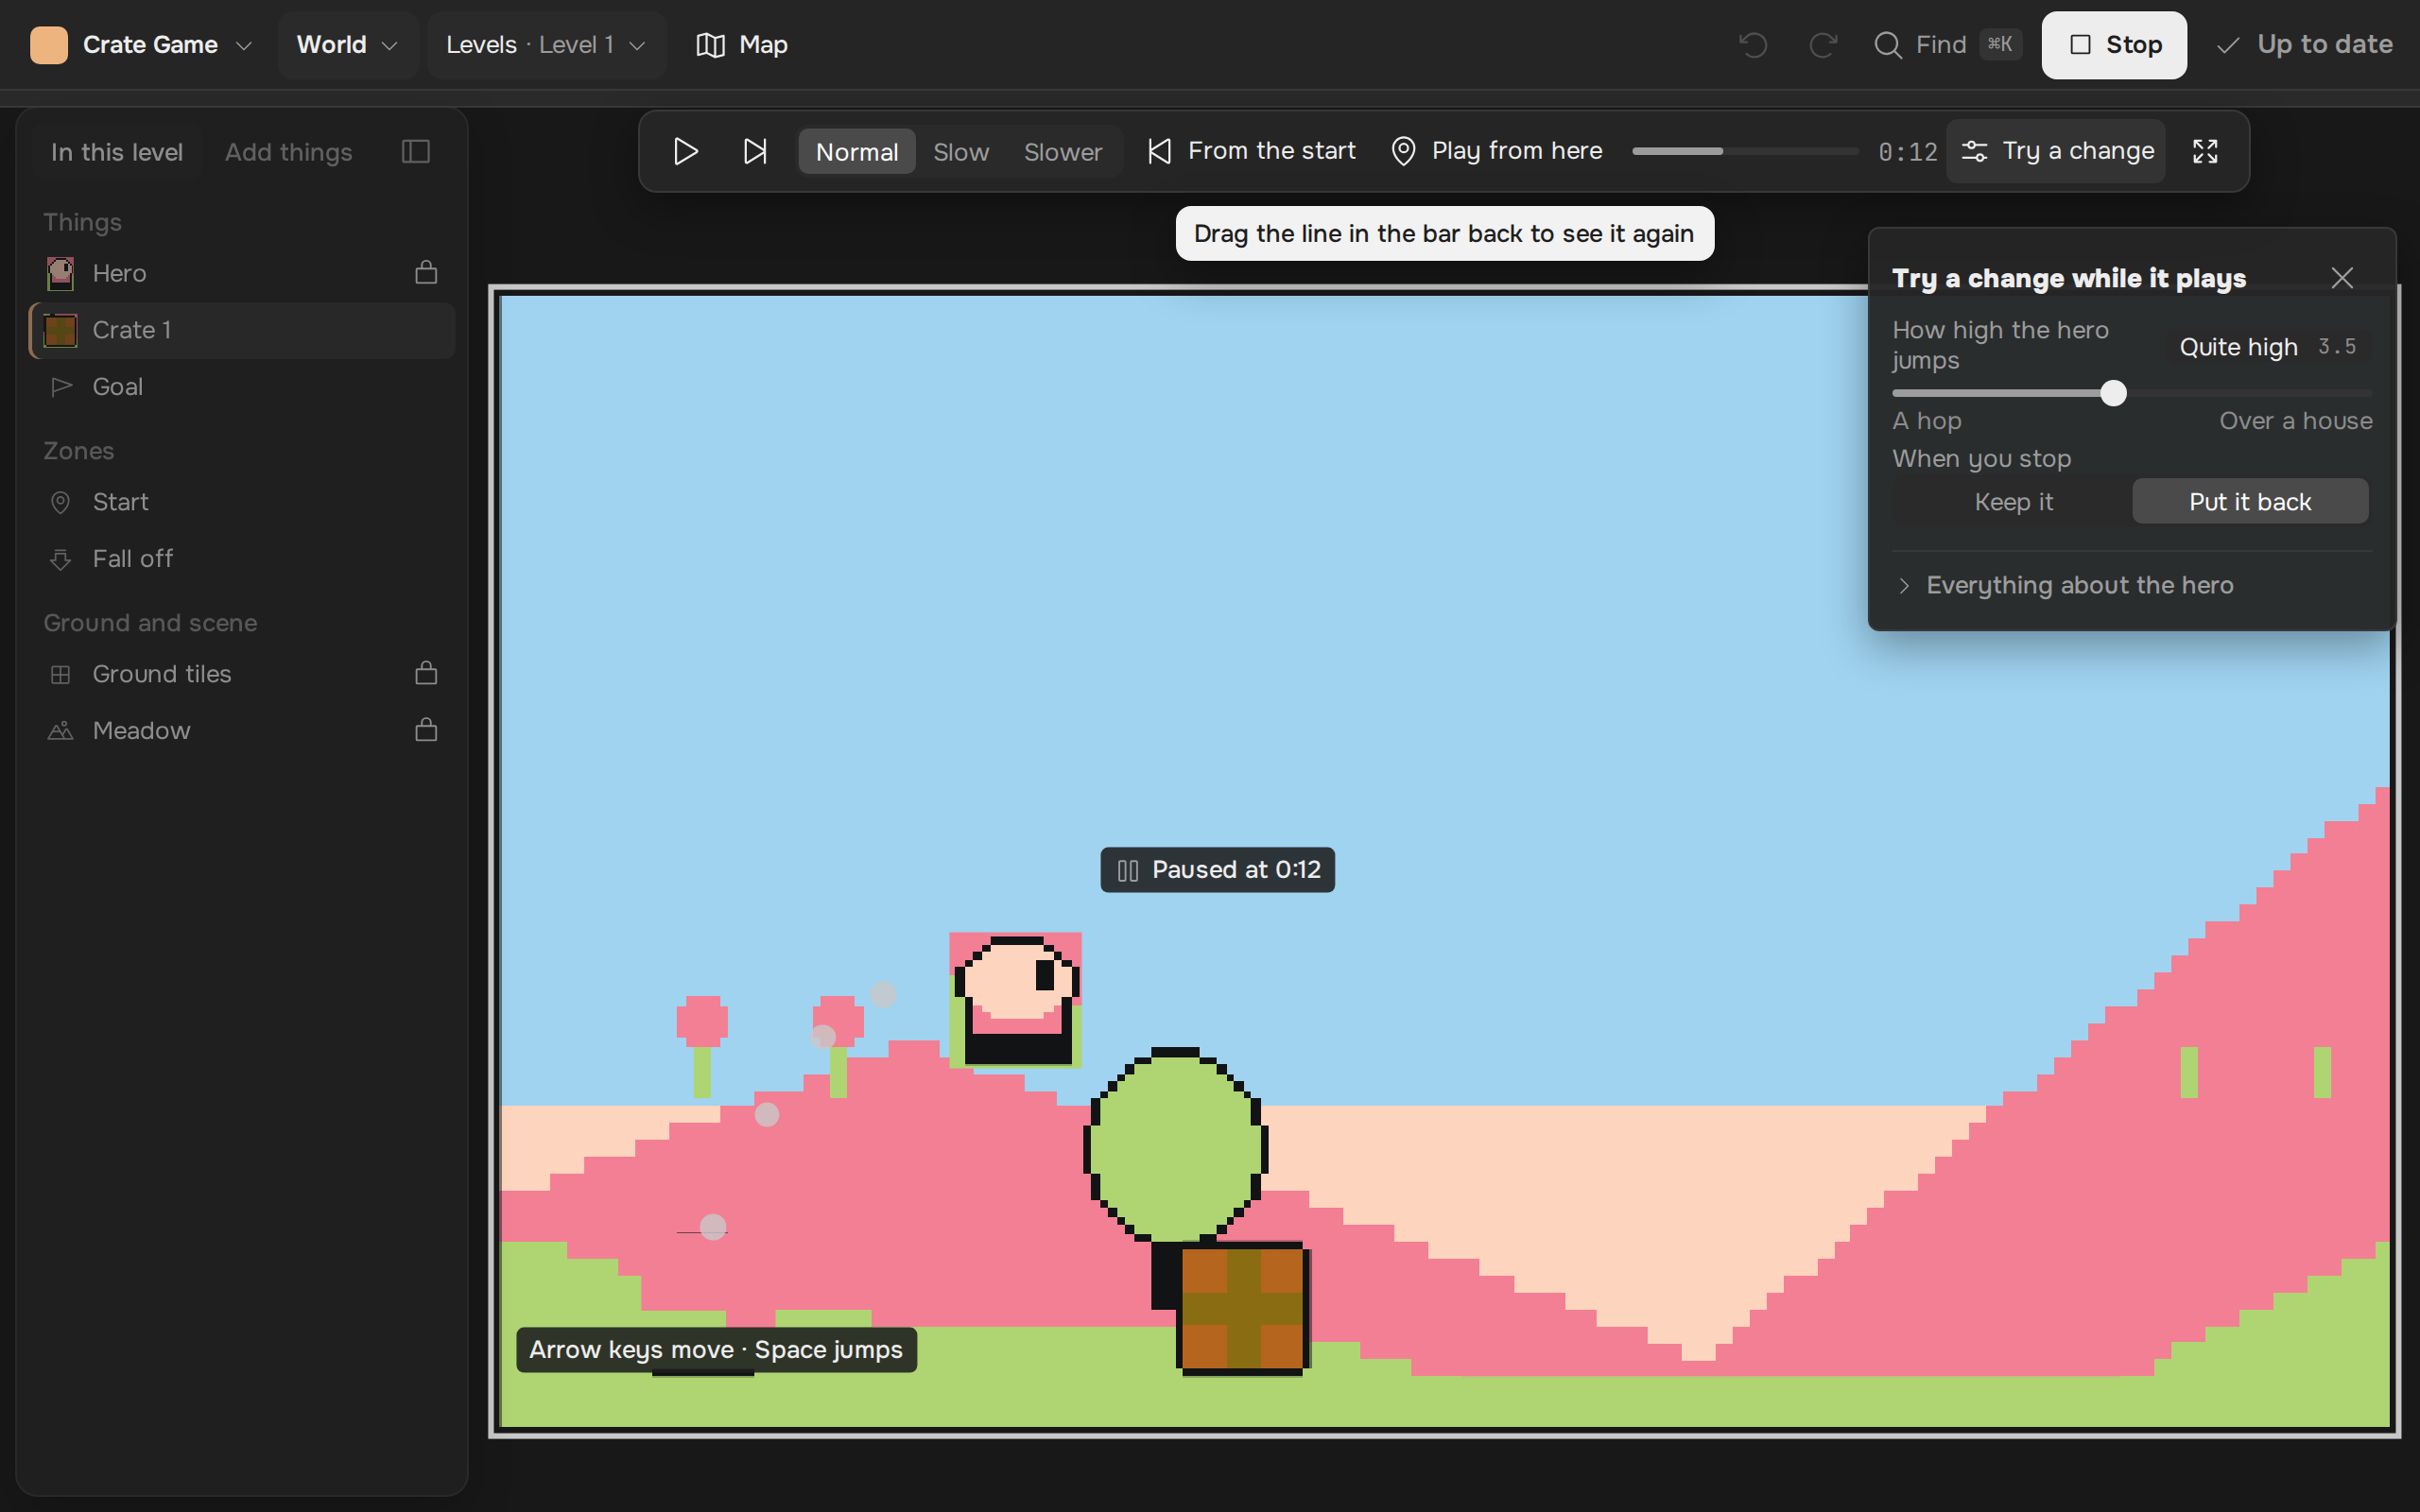 Crate Game
World
Levels · Level 1
Map
Find ⌘K
Stop
Up to date
In this level
Add things
Normal
Slow
Slower
From the start
Play from here
0:12
Try a change
Drag the line in the bar back to see it again
Things
Hero
Crate 1
Goal
Zones
Start
Fall off
Ground and scene
Ground tiles
Meadow
Try a change while it plays
How high the hero
jumps
Quite high 3.5
A hop
Over a house
When you stop
Keep it
Put it back
Everything about the hero
Paused at 0:12
Arrow keys move · Space jumps